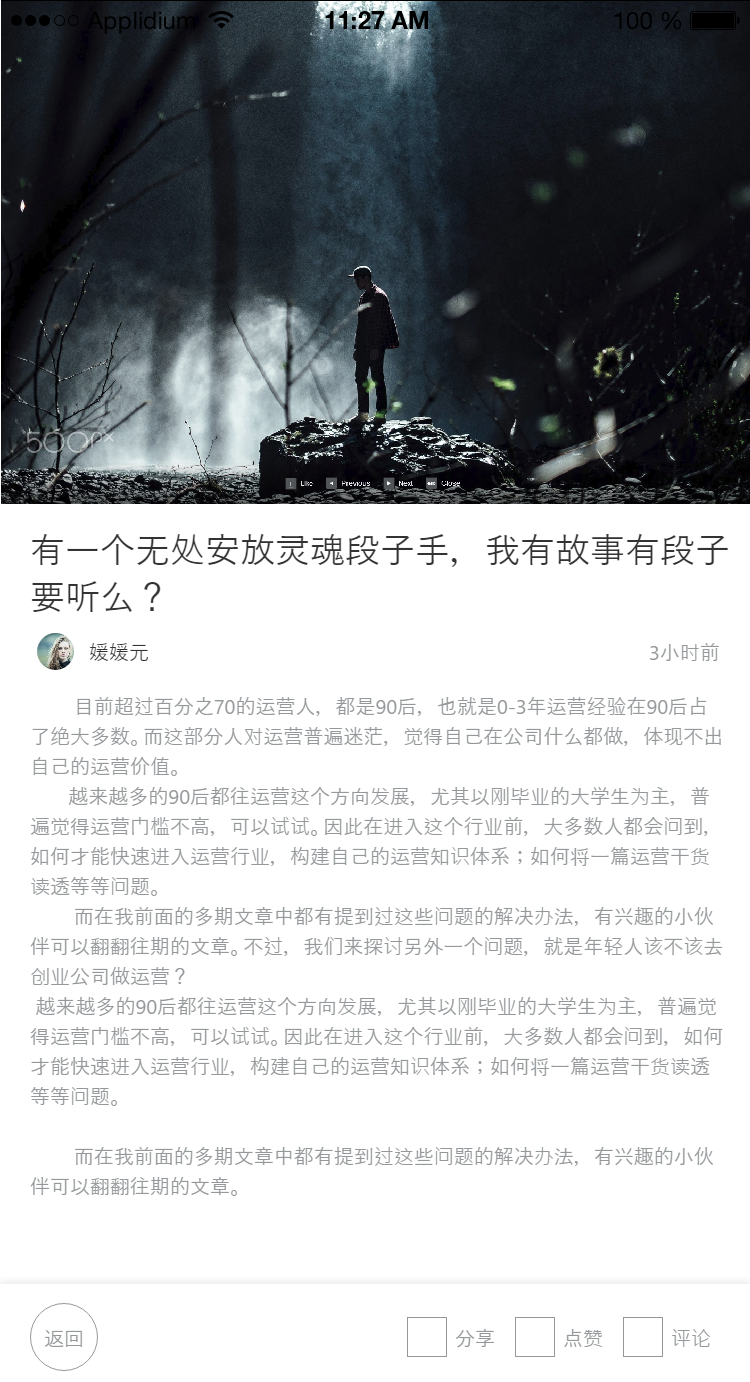 Applidium
11:27 AM
100 %
500px
Like Previous Next Close
有一个无处安放灵魂段子手，我有故事有段子
要听么？
媛媛元
3小时前
目前超过百分之70的运营人，都是90后，也就是0-3年运营经验在90后占
了绝大多数。而这部分人对运营普遍迷茫，觉得自己在公司什么都做，体现不出
自己的运营价值。
越来越多的90后都往运营这个方向发展，尤其以刚毕业的大学生为主，普
遍觉得运营门槛不高，可以试试。因此在进入这个行业前，大多数人都会问到，
如何才能快速进入运营行业，构建自己的运营知识体系；如何将一篇运营干货
读透等等问题。
而在我前面的多期文章中都有提到过这些问题的解决办法，有兴趣的小伙
伴可以翻翻往期的文章。不过，我们来探讨另外一个问题，就是年轻人该不该去
创业公司做运营？
越来越多的90后都往运营这个方向发展，尤其以刚毕业的大学生为主，普遍觉
得运营门槛不高，可以试试。因此在进入这个行业前，大多数人都会问到，如何
才能快速进入运营行业，构建自己的运营知识体系；如何将一篇运营干货读透
等等问题。
而在我前面的多期文章中都有提到过这些问题的解决办法，有兴趣的小伙
伴可以翻翻往期的文章。
返回
分享
点赞
评论